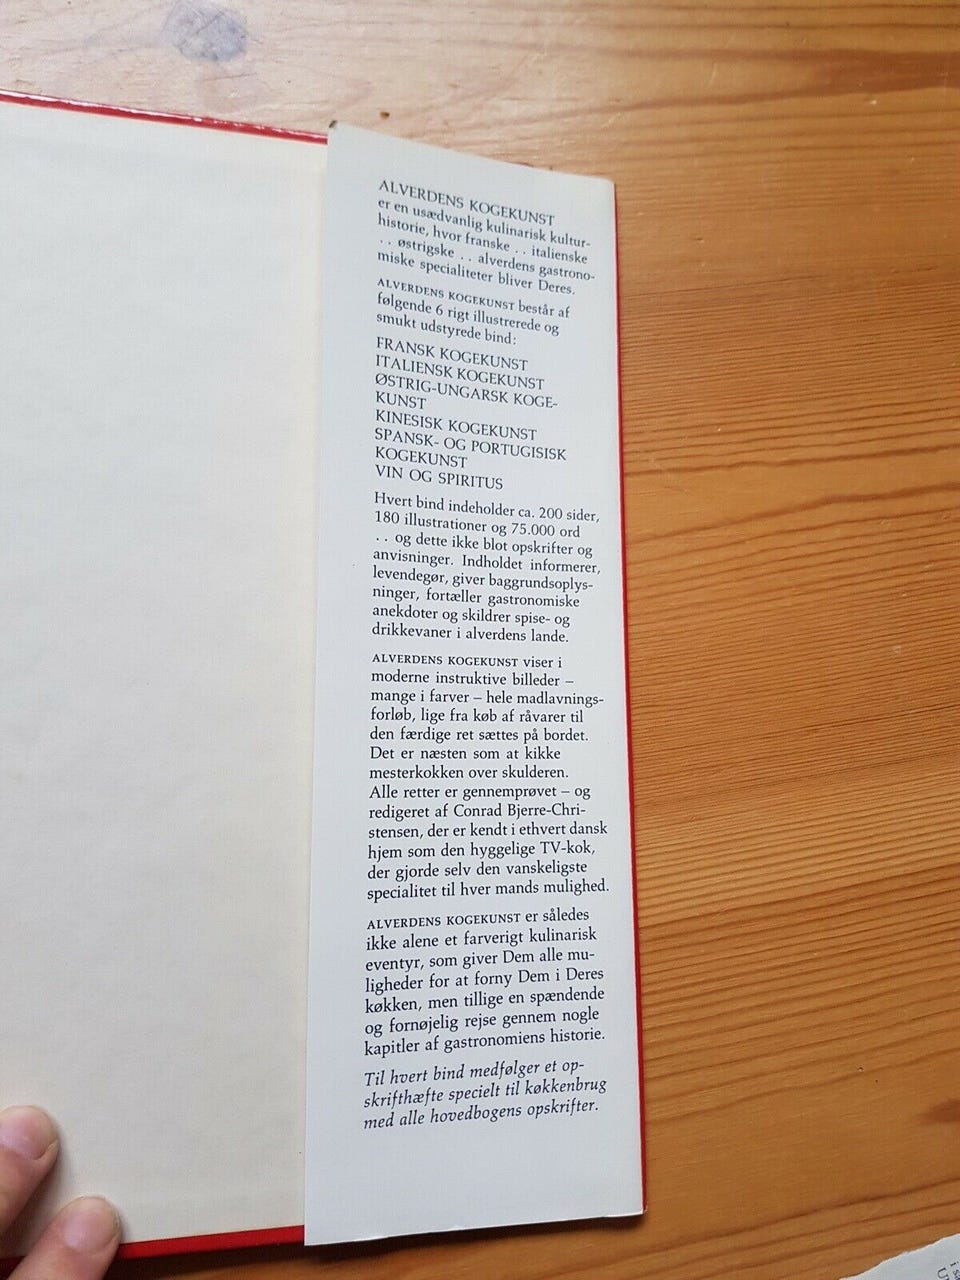 ALVERDENS KOGEKUNST
er en usædvanlig kulinarisk kultur-
historie, hvor franske . . italienske
. . østrigske . . alverdens gastrono-
miske specialiteter bliver Deres.
ALVERDENS KOGEKUNST består af
følgende 6 rigt illustrerede og
smukt udstyrede bind:
FRANSK KOGEKUNST
ITALIENSK KOGEKUNST
ØSTRIG-UNGARSK KOGE-
KUNST
KINESISK KOGEKUNST
SPANSK- OG PORTUGISISK
KOGEKUNST
VIN OG SPIRITUS
Hvert bind indeholder ca. 200 sider,
180 illustrationer og 75.000 ord
. . og dette ikke blot opskrifter og
anvisninger. Indholdet informerer,
levendegør, giver baggrundsoplys-
ninger, fortæller gastronomiske
anekdoter og skildrer spise- og
drikkevaner i alverdens lande.
ALVERDENS KOGEKUNST viser i
moderne instruktive billeder –
mange i farver – hele madlavnings-
forløb, lige fra køb af råvarer til
den færdige ret sættes på bordet.
Det er næsten som at kikke
mesterkokken over skulderen.
Alle retter er gennemprøvet – og
redigeret af Conrad Bjerre-Chri-
stensen, der er kendt i ethvert dansk
hjem som den hyggelige TV-kok,
der gjorde selv den vanskeligste
specialitet til hver mands mulighed.
ALVERDENS KOGEKUNST er således
ikke alene et farverigt kulinarisk
eventyr, som giver Dem alle mu-
ligheder for at forny Dem i Deres
køkken, men tillige en spændende
og fornøjelig rejse gennem nogle
kapitler af gastronomiens historie.
Til hvert bind medfølger et op-
skrifthæfte specielt til køkkenbrug
med alle hovedbogens opskrifter.